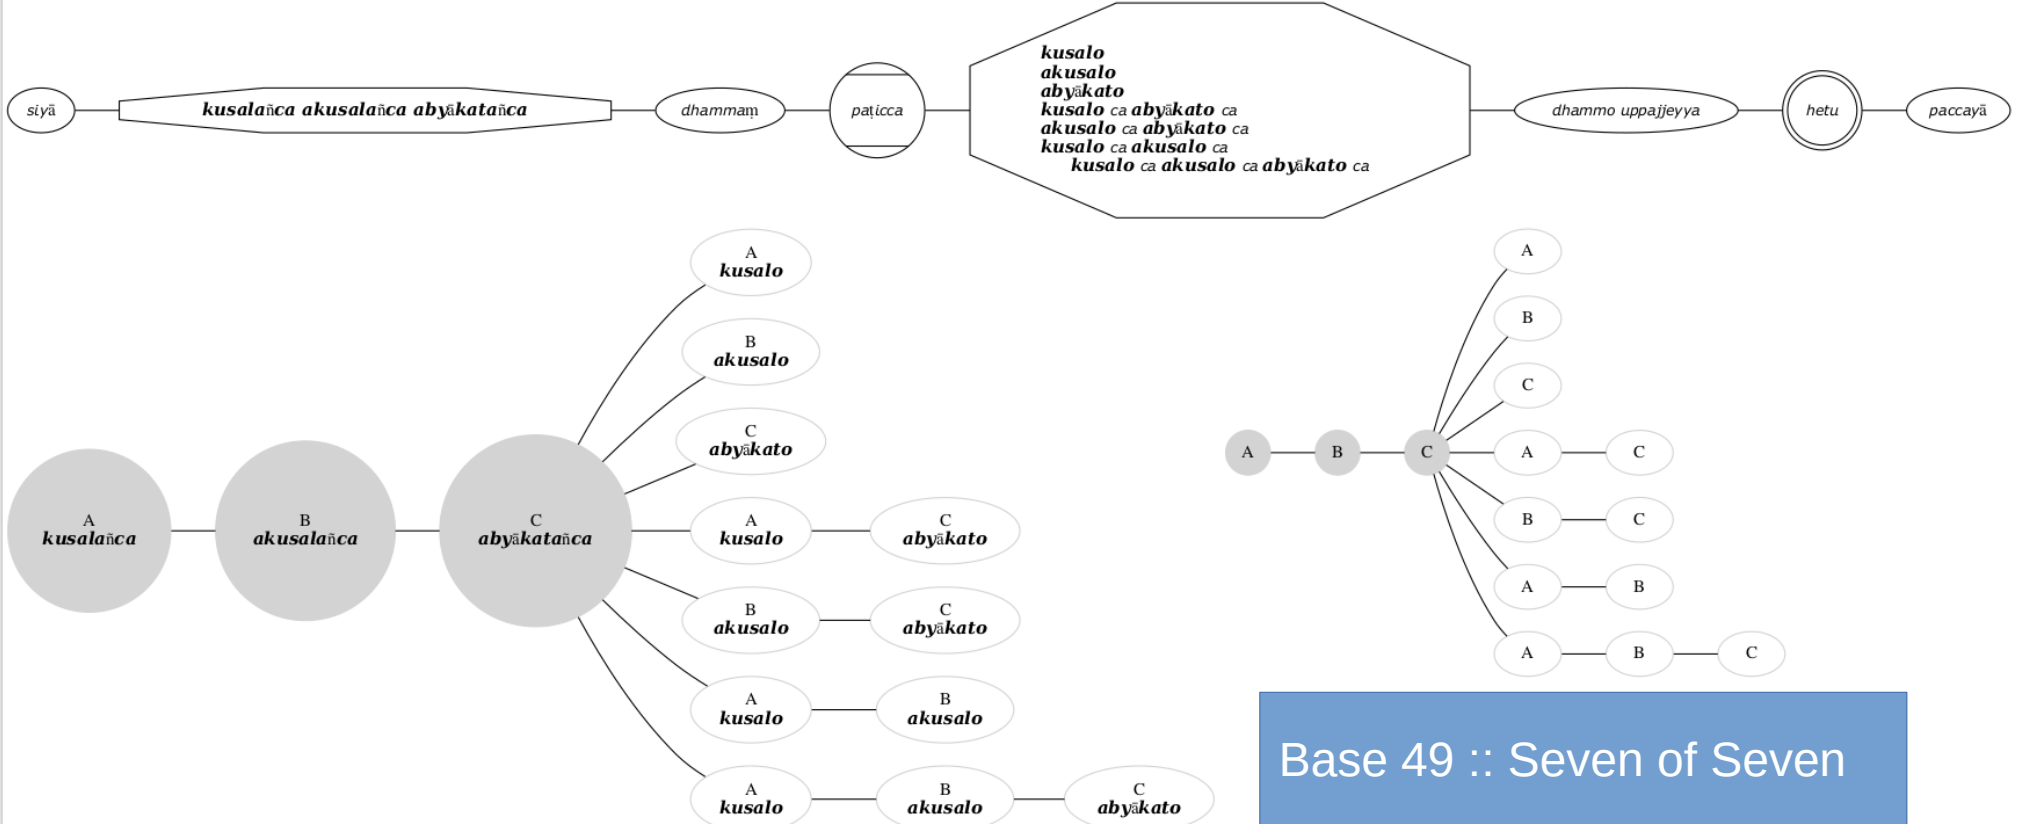 siyā
kusalañca akusalañca abyākatañca
dhammaṃ
paṭicca
kusalo
akusalo
abyākato
kusalo ca abyākato ca
akusalo ca abyākato ca
kusalo ca akusalo ca
kusalo ca akusalo ca abyākato ca
dhammo uppajjeyya
hetu
paccayā
A
kusalañca
B
akusalañca
C
abyākatañca
A
kusalo
B
akusalo
C
abyākato
A
kusalo
C
abyākato
B
akusalo
C
abyākato
A
kusalo
B
akusalo
A
kusalo
B
akusalo
C
abyākato
A
B
C
A
B
C
A
C
B
C
A
B
A
B
C
Base 49 :: Seven of Seven